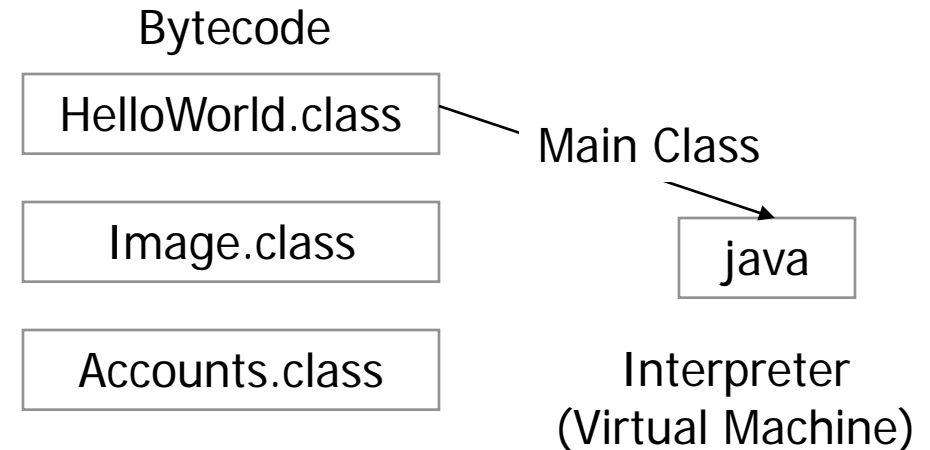 Bytecode
HelloWorld.class
Main Class
Image.class
java
Accounts.class
Interpreter
(Virtual Machine)